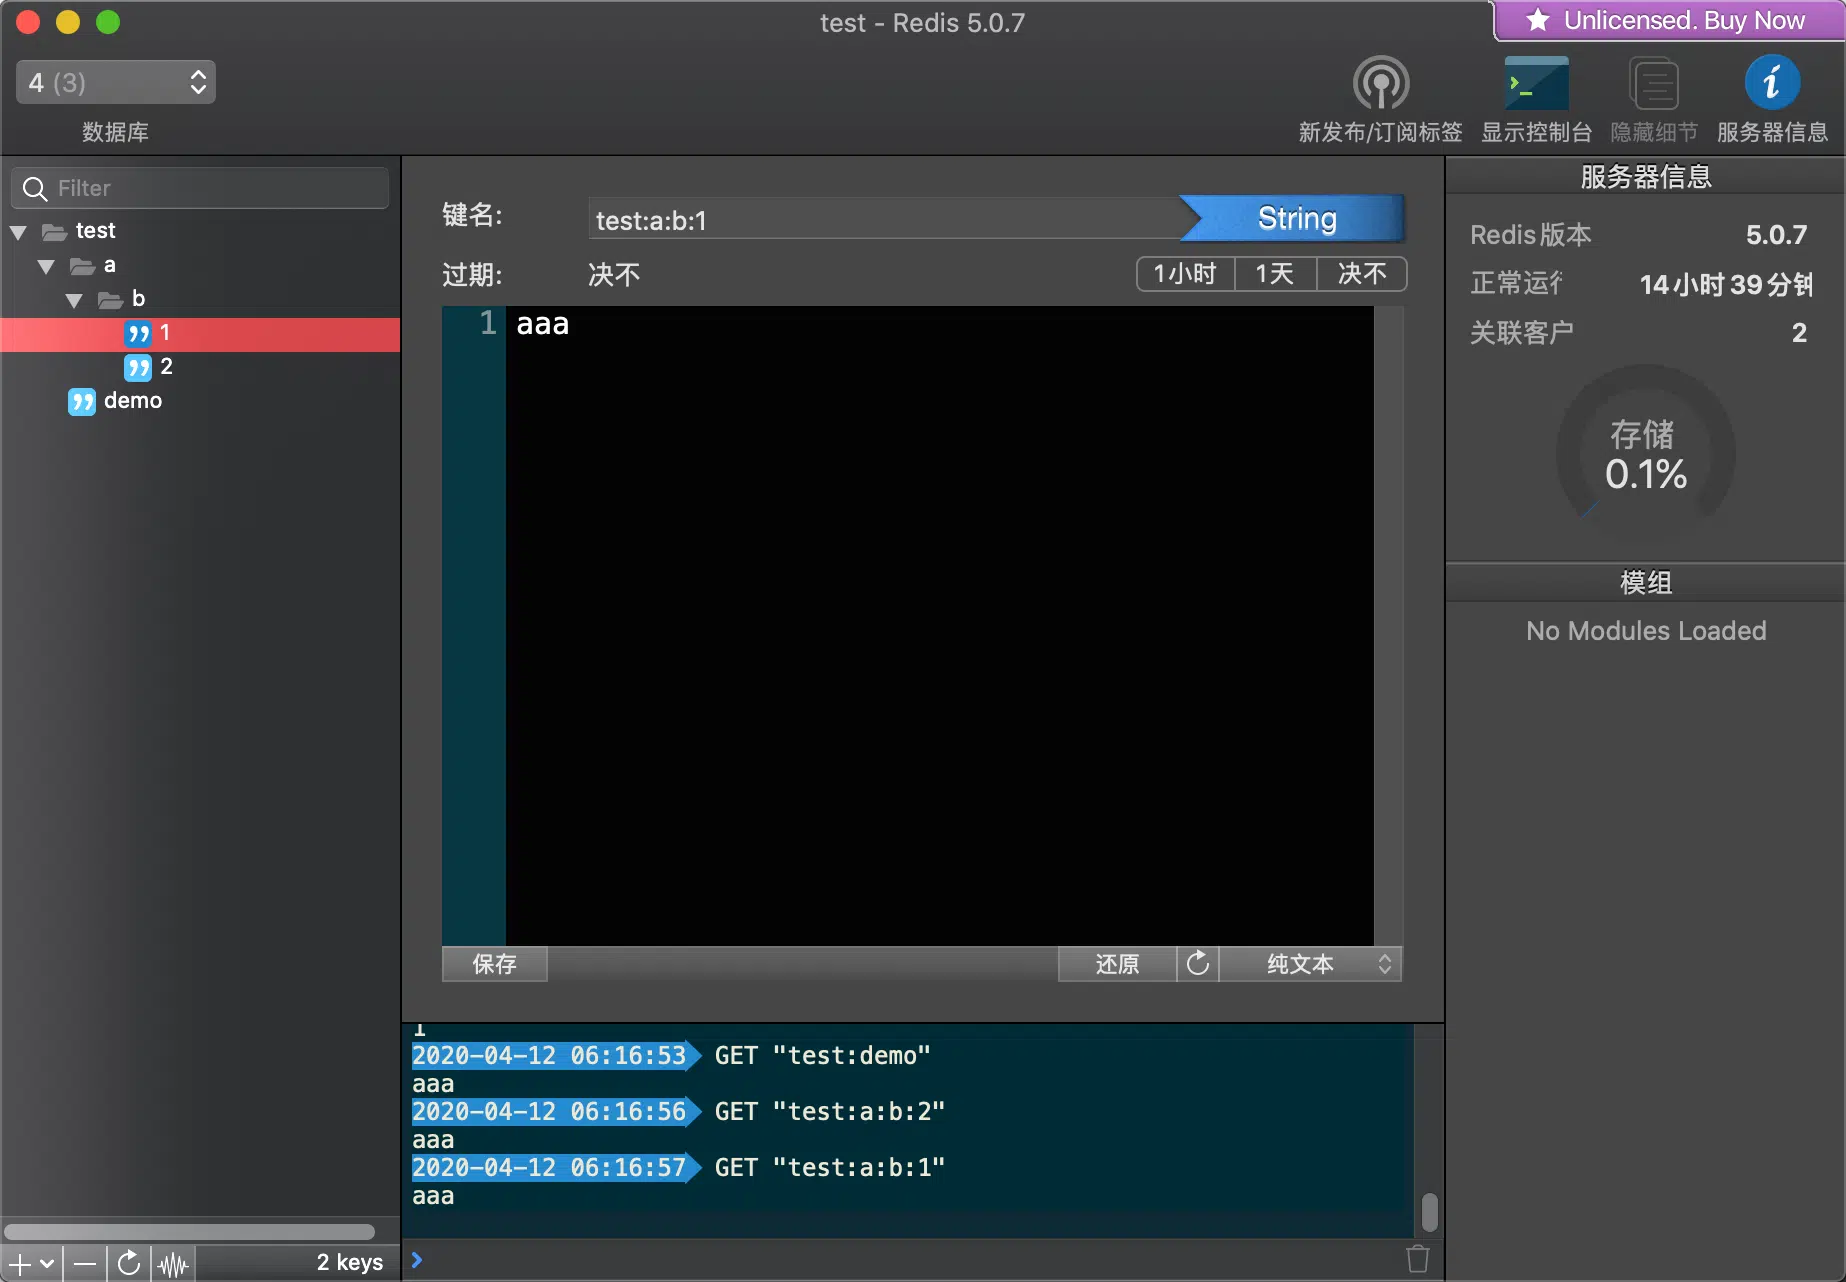 test - Redis 5.0.7
Unlicensed. Buy Now
4 (3)
数据库
新发布/订阅标签
显示控制台
隐藏细节
服务器信息
Filter
test
a
b
1
2
demo
2 keys
键名:
test:a:b:1
String
过期:
决不
1小时
1天
决不
1 aaa
保存
还原
纯文本
1
2020-04-12 06:16:53 GET "test:demo"
aaa
2020-04-12 06:16:56 GET "test:a:b:2"
aaa
2020-04-12 06:16:57 GET "test:a:b:1"
aaa
服务器信息
Redis版本 5.0.7
正常运行 14小时39分钟
关联客户 2
存储
0.1%
模组
No Modules Loaded